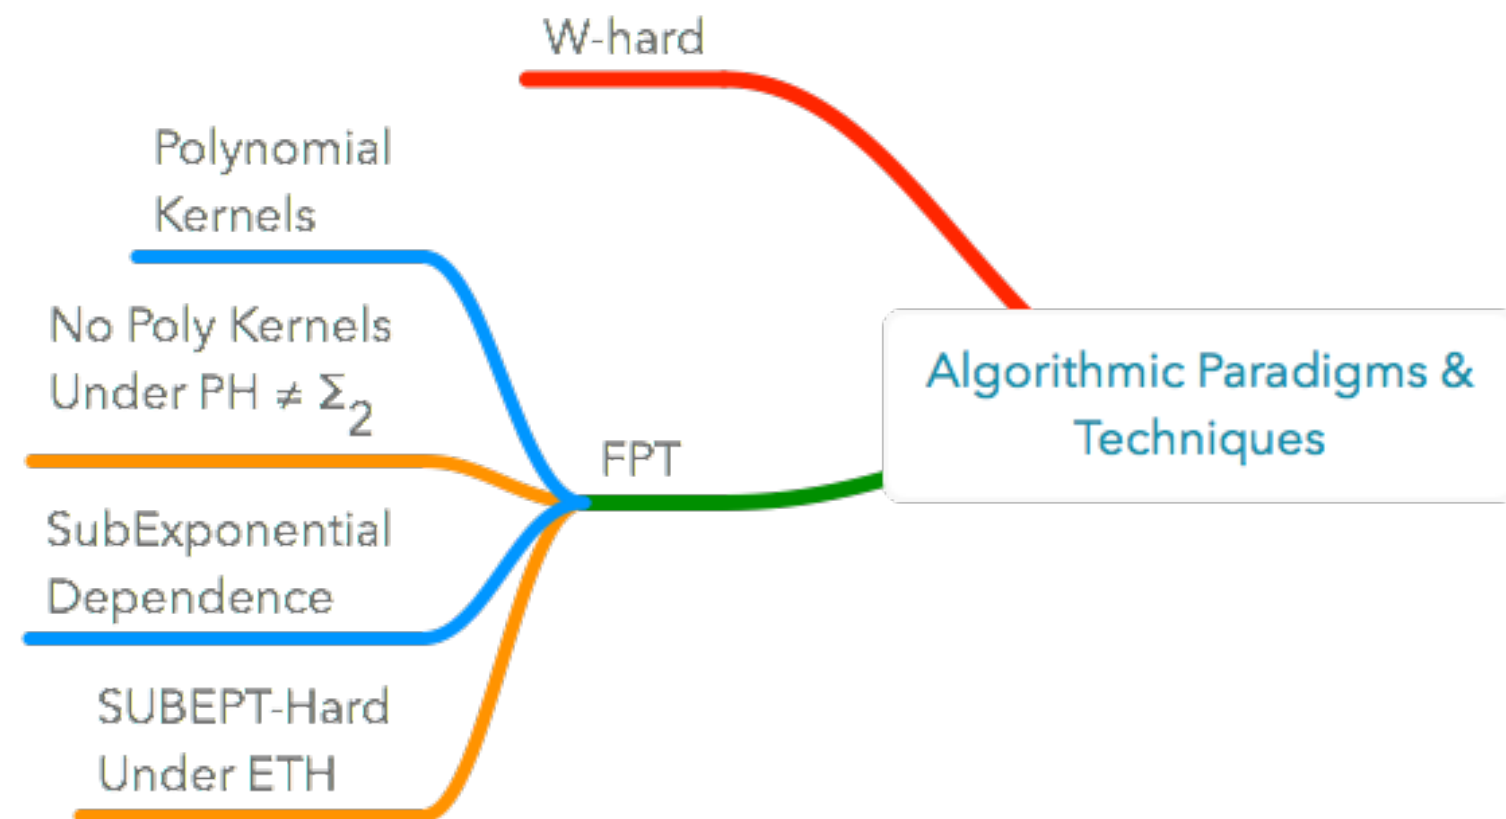 W-hard
Polynomial
Kernels
No Poly Kernels
Under PH ≠ Σ₂
SubExponential
Dependence
SUBEPT-Hard
Under ETH
FPT
Algorithmic Paradigms &
Techniques